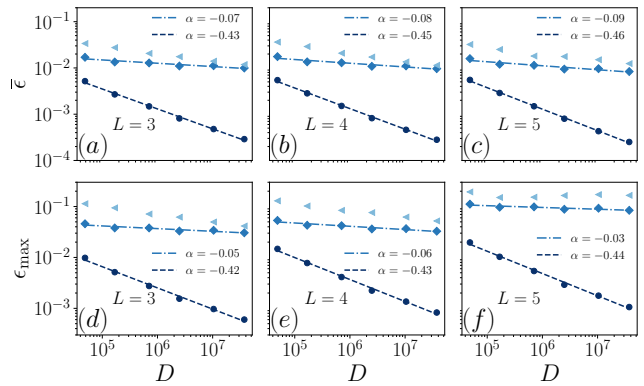 α = −0.07
α = −0.43
α = −0.08
α = −0.45
α = −0.09
α = −0.46
10⁻¹
10⁻²
10⁻³
10⁻⁴
ϵ̄
(a) L = 3
(b) L = 4
(c) L = 5
10⁻¹
10⁻²
10⁻³
ϵmax
α = −0.05
α = −0.42
α = −0.06
α = −0.43
α = −0.03
α = −0.44
(d) L = 3
(e) L = 4
(f) L = 5
10⁵ 10⁶ 10⁷
10⁵ 10⁶ 10⁷
10⁵ 10⁶ 10⁷
D D D